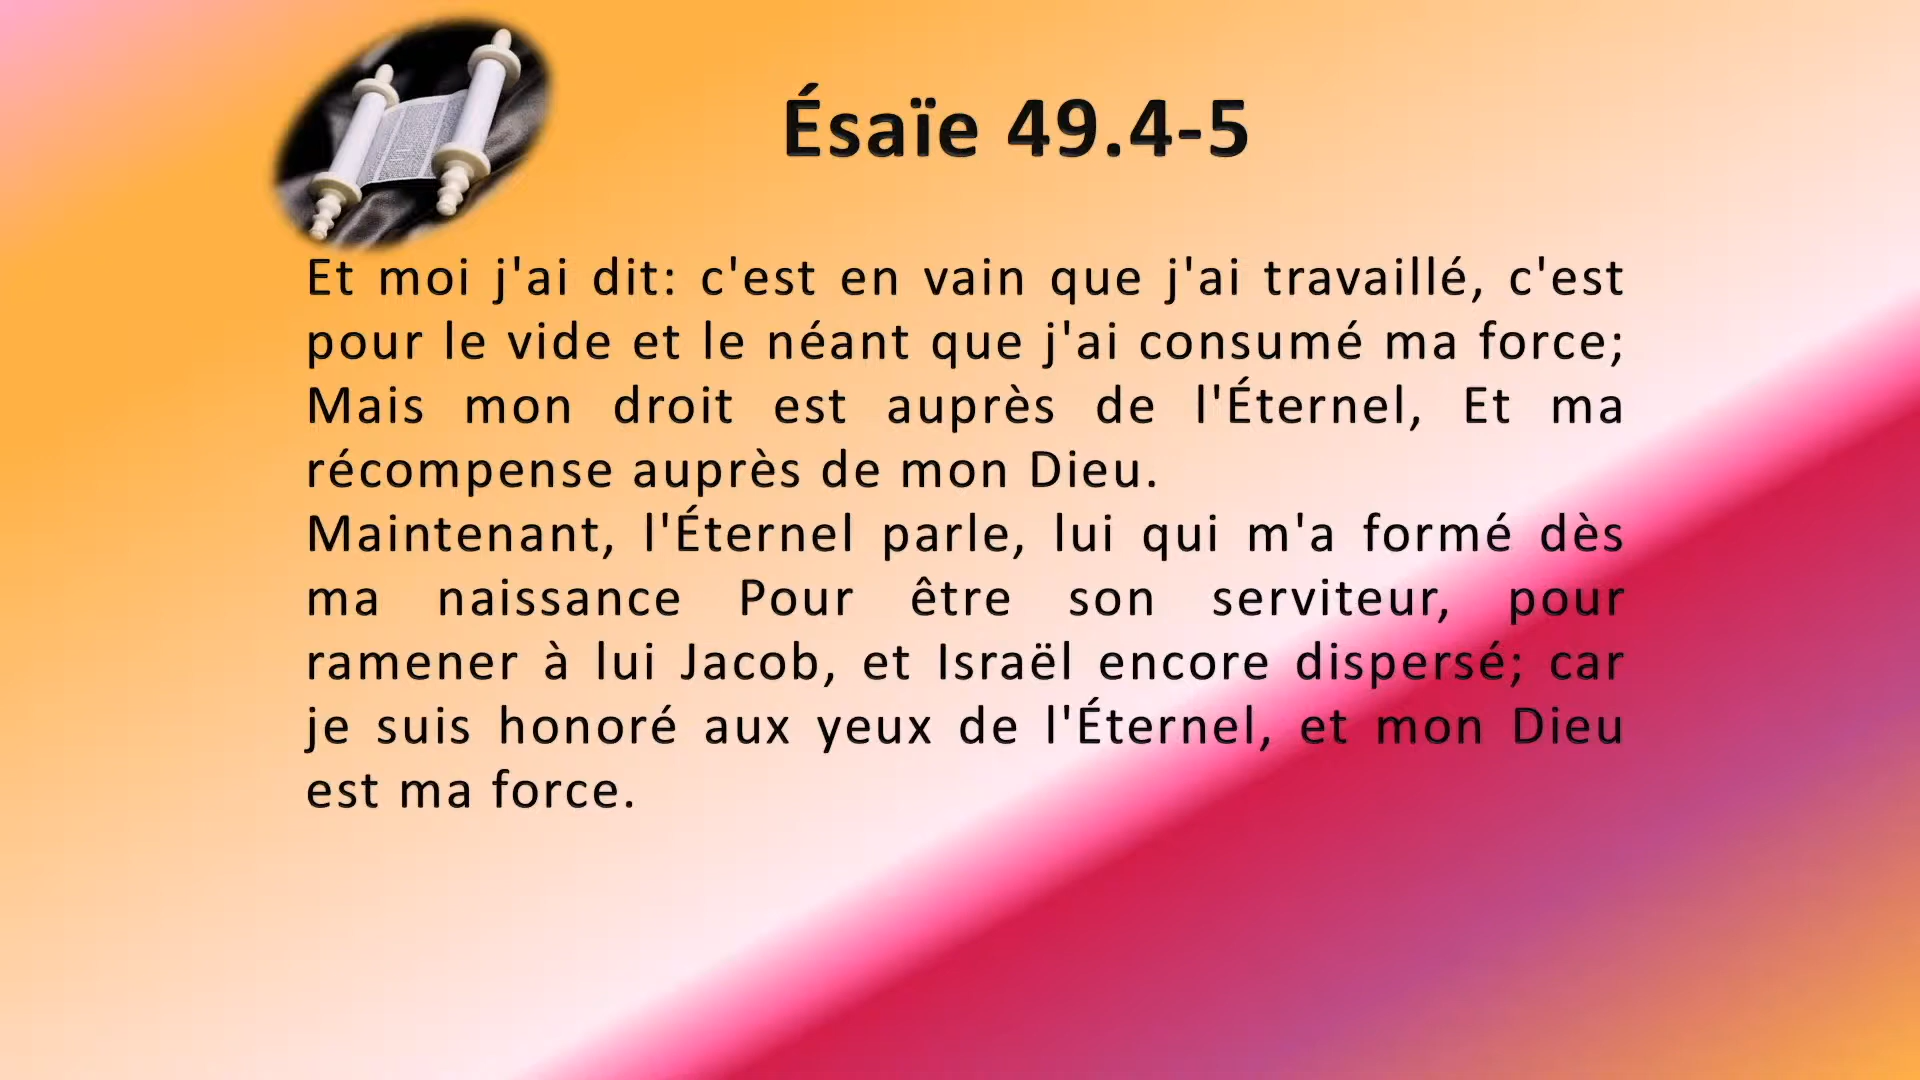 Ésaïe 49.4-5
Et moi j'ai dit: c'est en vain que j'ai travaillé, c'est
pour le vide et le néant que j'ai consumé ma force;
Mais mon droit est auprès de l'Éternel, Et ma
récompense auprès de mon Dieu.
Maintenant, l'Éternel parle, lui qui m'a formé dès
ma naissance Pour être son serviteur, pour
ramener à lui Jacob, et Israël encore dispersé; car
je suis honoré aux yeux de l'Éternel, et mon Dieu
est ma force.